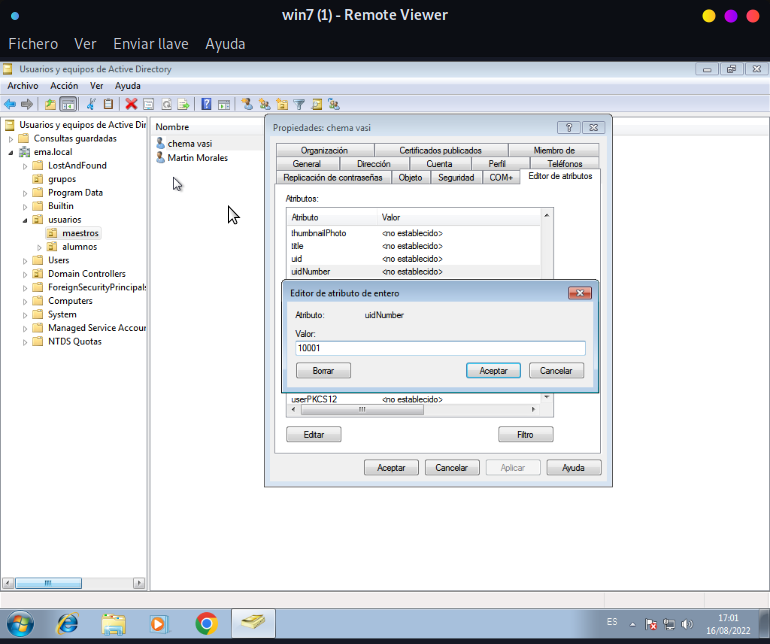 win7 (1) - Remote Viewer
Fichero Ver Enviar llave Ayuda
Usuarios y equipos de Active Directory
Archivo Acción Ver Ayuda
Usuarios y equipos de Active Dir
Consultas guardadas
ema.local
LostAndFound
grupos
Program Data
Builtin
usuarios
maestros
alumnos
Users
Domain Controllers
ForeignSecurityPrincipals
Computers
System
Managed Service Accour
NTDS Quotas
Nombre
chema vasi
Martin Morales
Propiedades: chema vasi
Organización Certificados publicados Miembro de
General Dirección Cuenta Perfil Teléfonos
Replicación de contraseñas Objeto Seguridad COM+ Editor de atributos
Atributos:
Atributo Valor
thumbnailPhoto <no establecido>
title <no establecido>
uid <no establecido>
uidNumber <no establecido>
Editor de atributo de entero
Atributo: uidNumber
Valor:
10001
Borrar Aceptar Cancelar
userPKCS12 <no establecido>
Editar Filtro
Aceptar Cancelar Aplicar Ayuda
ES
17:01
16/08/2022